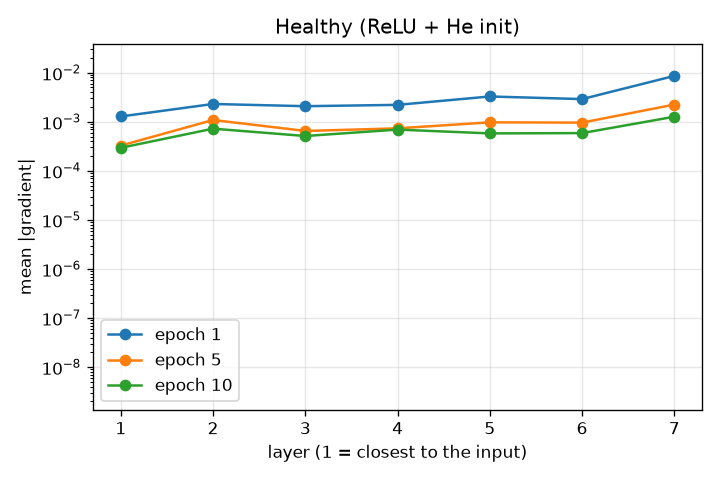 Healthy (ReLU + He init)
mean |gradient|
10⁻²
10⁻³
10⁻⁴
10⁻⁵
10⁻⁶
10⁻⁷
10⁻⁸
epoch 1
epoch 5
epoch 10
1 2 3 4 5 6 7
layer (1 = closest to the input)